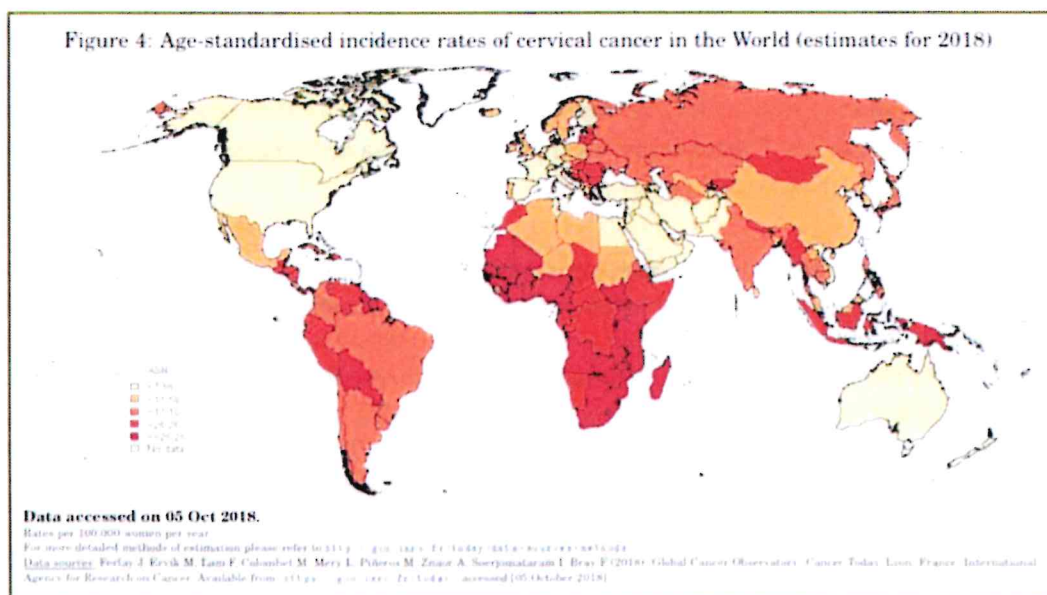 Figure 4: Age-standardised incidence rates of cervical cancer in the World (estimates for 2018)
No data
Data accessed on 05 Oct 2018.
Rates per 100,000 women per year.
For more detailed methods of estimation please refer to
Data sources: Ferlay J, Ervik M, Lam F, Colombet M, Mery L, Piñeros M, Znaor A, Soerjomataram I, Bray F (2018). Global Cancer Observatory: Cancer Today. Lyon, France: International
Agency for Research on Cancer. Available from: accessed [05 October 2018]